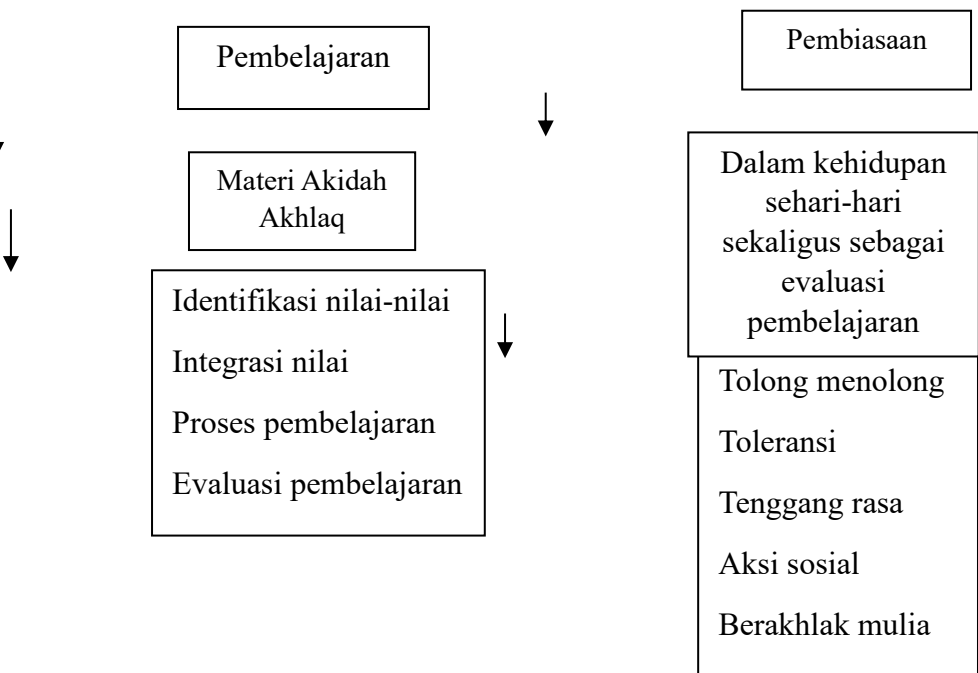 Pembelajaran
Materi Akidah
Akhlaq
Identifikasi nilai-nilai
Integrasi nilai
Proses pembelajaran
Evaluasi pembelajaran
Pembiasaan
Dalam kehidupan
sehari-hari
sekaligus sebagai
evaluasi
pembelajaran
Tolong menolong
Toleransi
Tenggang rasa
Aksi sosial
Berakhlak mulia